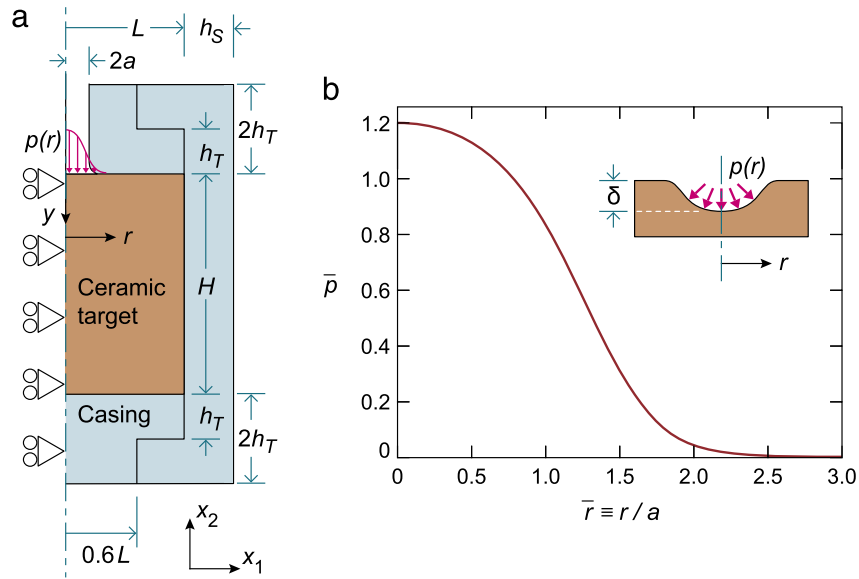 a
L
h_S
2a
p(r)
2h_T
h_T
y
r
Ceramic
target
H
Casing
h_T
2h_T
0.6L
x_2
x_1
b
1.2
1.0
0.8
0.6
0.4
0.2
0
p̅
p(r)
δ
r
0
0.5
1.0
1.5
2.0
2.5
3.0
r̅ ≡ r / a